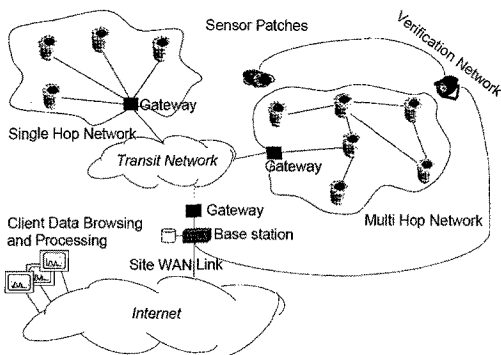 Sensor Patches
Verification Network
Gateway
Single Hop Network
Transit Network
Gateway
Multi Hop Network
Gateway
Base station
Client Data Browsing
and Processing
Site WAN Link
Internet